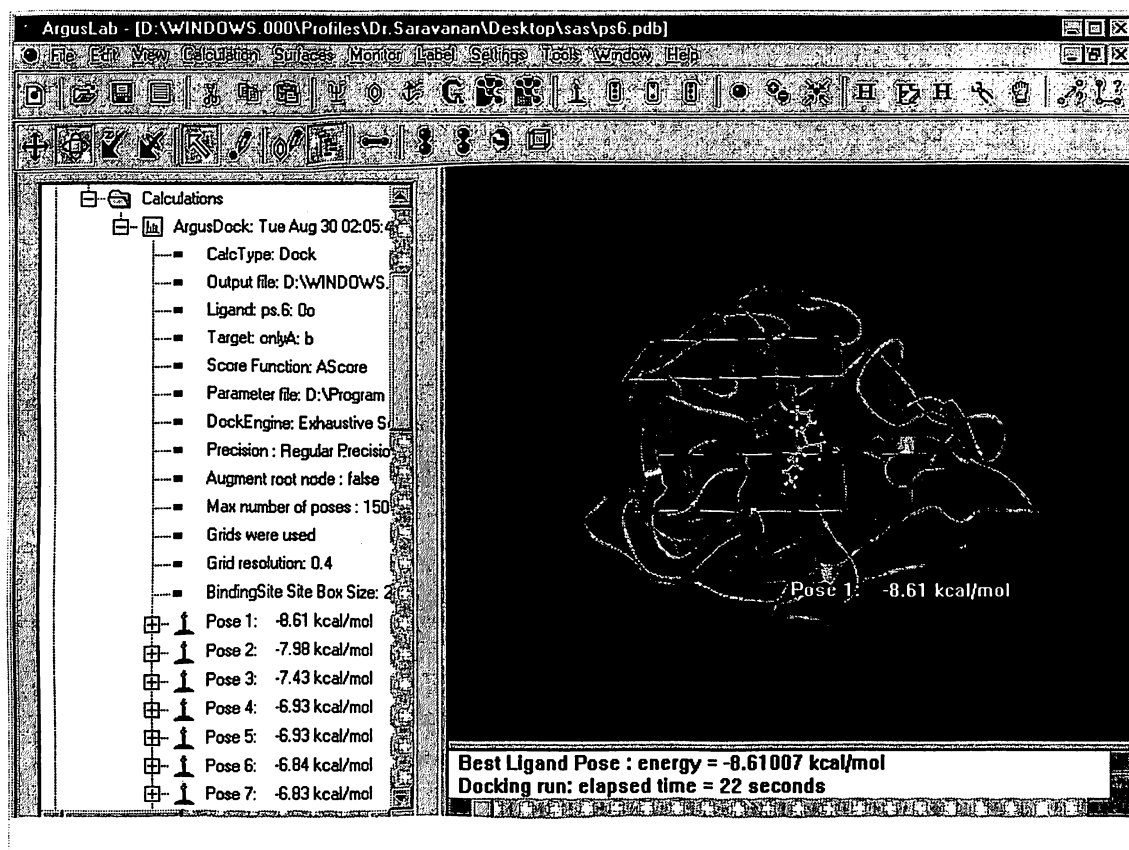 ArgusLab - [D:\WINDOWS.000\Profiles\Dr.Saravanan\Desktop\sas\ps6.pdb]
File Edit View Calculation Surfaces Monitor Label Settings Tools Window Help
Calculations
ArgusDock: Tue Aug 30 02:05:4
CalcType: Dock
Output file: D:\WINDOWS.
Ligand: ps.6: 0o
Target: onlyA: b
Score Function: AScore
Parameter file: D:\Program
DockEngine: Exhaustive S
Precision : Regular Precisio
Augment root node : false
Max number of poses : 150
Grids were used
Grid resolution: 0.4
BindingSite Site Box Size: 2
Pose 1: -8.61 kcal/mol
Pose 2: -7.98 kcal/mol
Pose 3: -7.43 kcal/mol
Pose 4: -6.93 kcal/mol
Pose 5: -6.93 kcal/mol
Pose 6: -6.84 kcal/mol
Pose 7: -6.83 kcal/mol
Pose 1: -8.61 kcal/mol
Best Ligand Pose : energy = -8.61007 kcal/mol
Docking run: elapsed time = 22 seconds